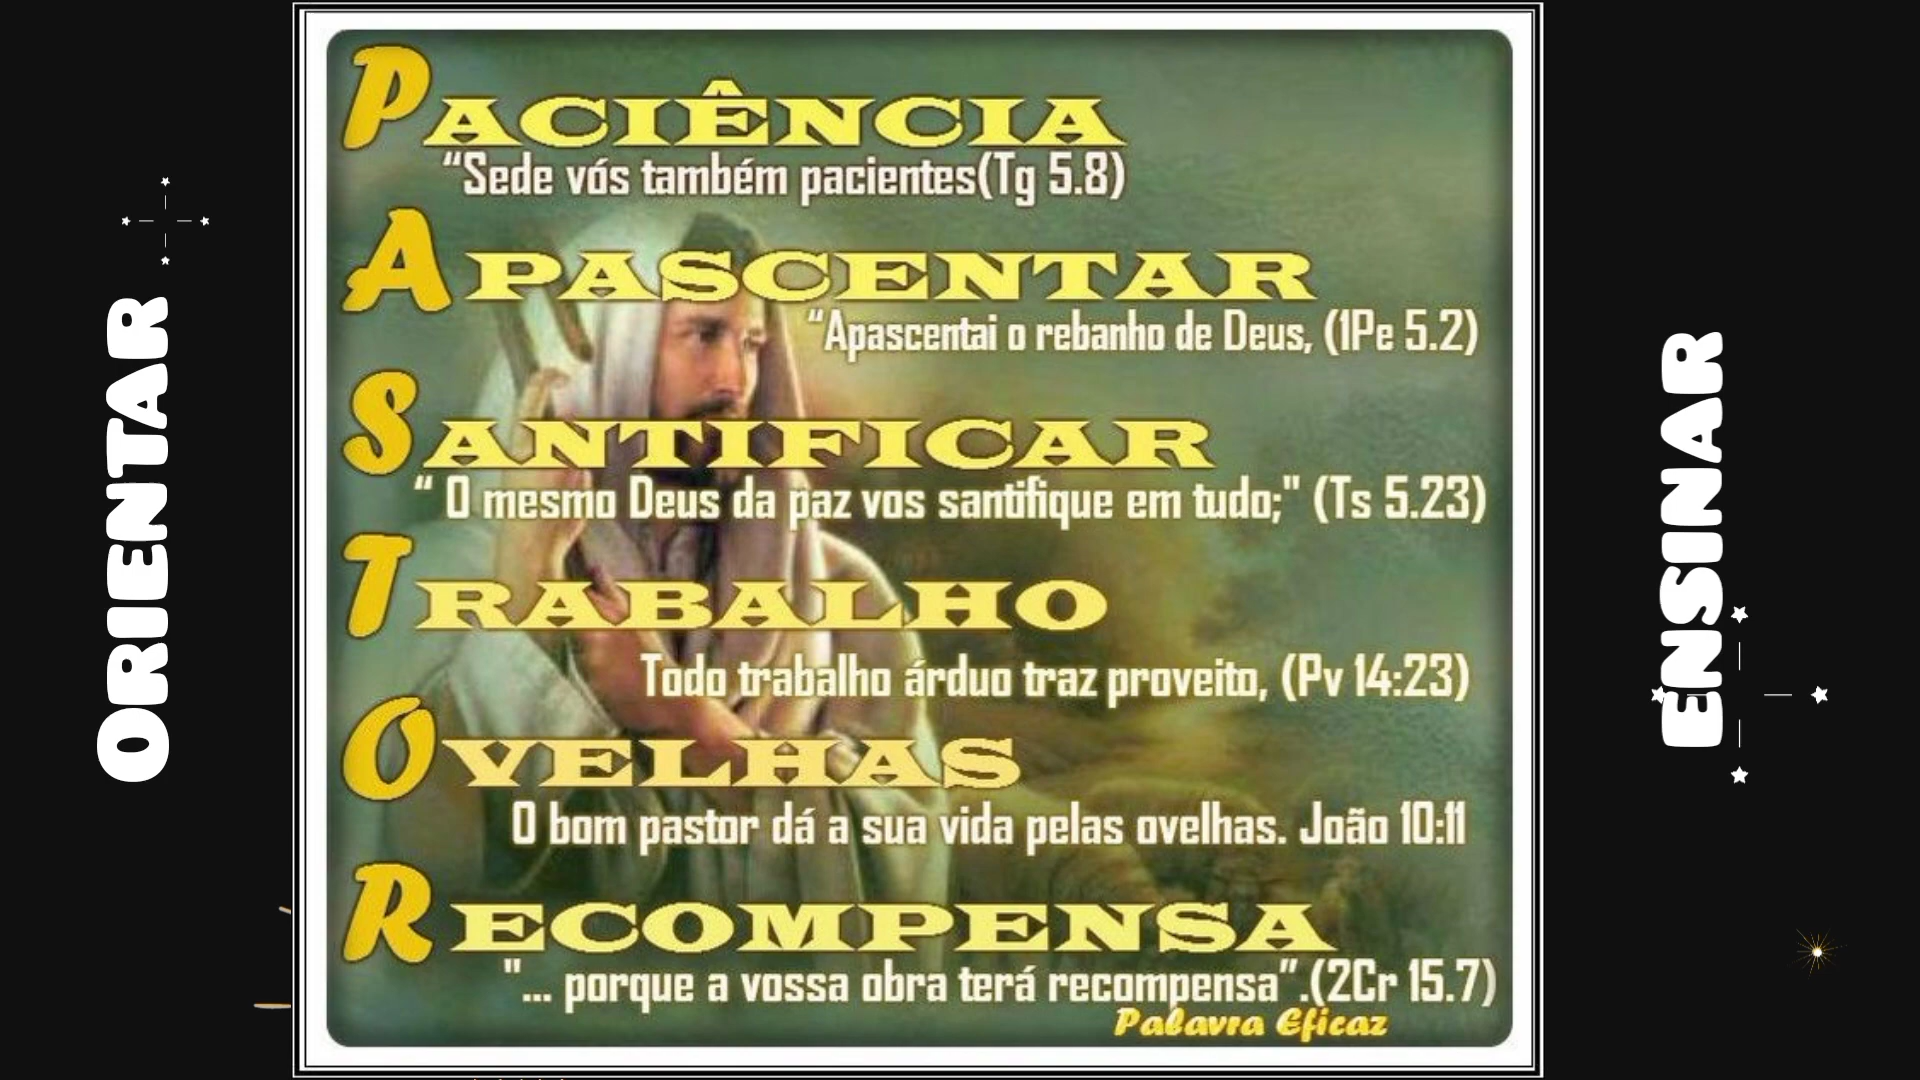 ORIENTAR
PACIÊNCIA
“Sede vós também pacientes(Tg 5.8)
APASCENTAR
“Apascentai o rebanho de Deus, (1Pe 5.2)
SANTIFICAR
“ O mesmo Deus da paz vos santifique em tudo;" (Ts 5.23)
TRABALHO
Todo trabalho árduo traz proveito, (Pv 14:23)
OVELHAS
O bom pastor dá a sua vida pelas ovelhas. João 10:11
RECOMPENSA
"... porque a vossa obra terá recompensa”.(2Cr 15.7)
Palavra Eficaz
ENSINAR